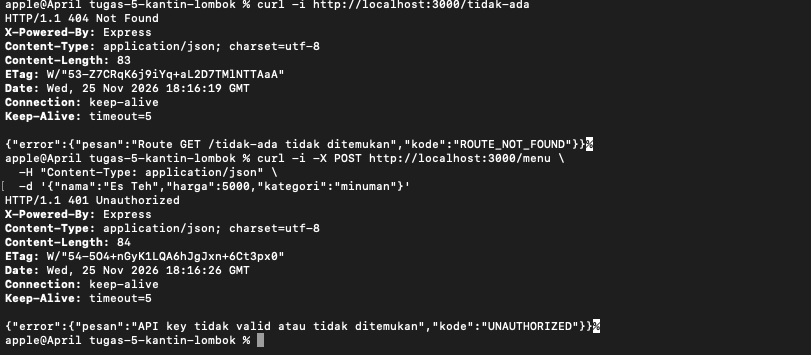 apple@April tugas-5-kantin-lombok % curl -i http://localhost:3000/tidak-ada
HTTP/1.1 404 Not Found
X-Powered-By: Express
Content-Type: application/json; charset=utf-8
Content-Length: 83
ETag: W/"53-Z7CRqK6j9iYq+aL2D7TMlNTTAaA"
Date: Wed, 25 Nov 2026 18:16:19 GMT
Connection: keep-alive
Keep-Alive: timeout=5

{"error":{"pesan":"Route GET /tidak-ada tidak ditemukan","kode":"ROUTE_NOT_FOUND"}}%
apple@April tugas-5-kantin-lombok % curl -i -X POST http://localhost:3000/menu \
  -H "Content-Type: application/json" \
[ -d '{"nama":"Es Teh","harga":5000,"kategori":"minuman"}'
HTTP/1.1 401 Unauthorized
X-Powered-By: Express
Content-Type: application/json; charset=utf-8
Content-Length: 84
ETag: W/"54-5O4+nGyK1LQA6hJgJxn+6Ct3px0"
Date: Wed, 25 Nov 2026 18:16:26 GMT
Connection: keep-alive
Keep-Alive: timeout=5

{"error":{"pesan":"API key tidak valid atau tidak ditemukan","kode":"UNAUTHORIZED"}}%
apple@April tugas-5-kantin-lombok %